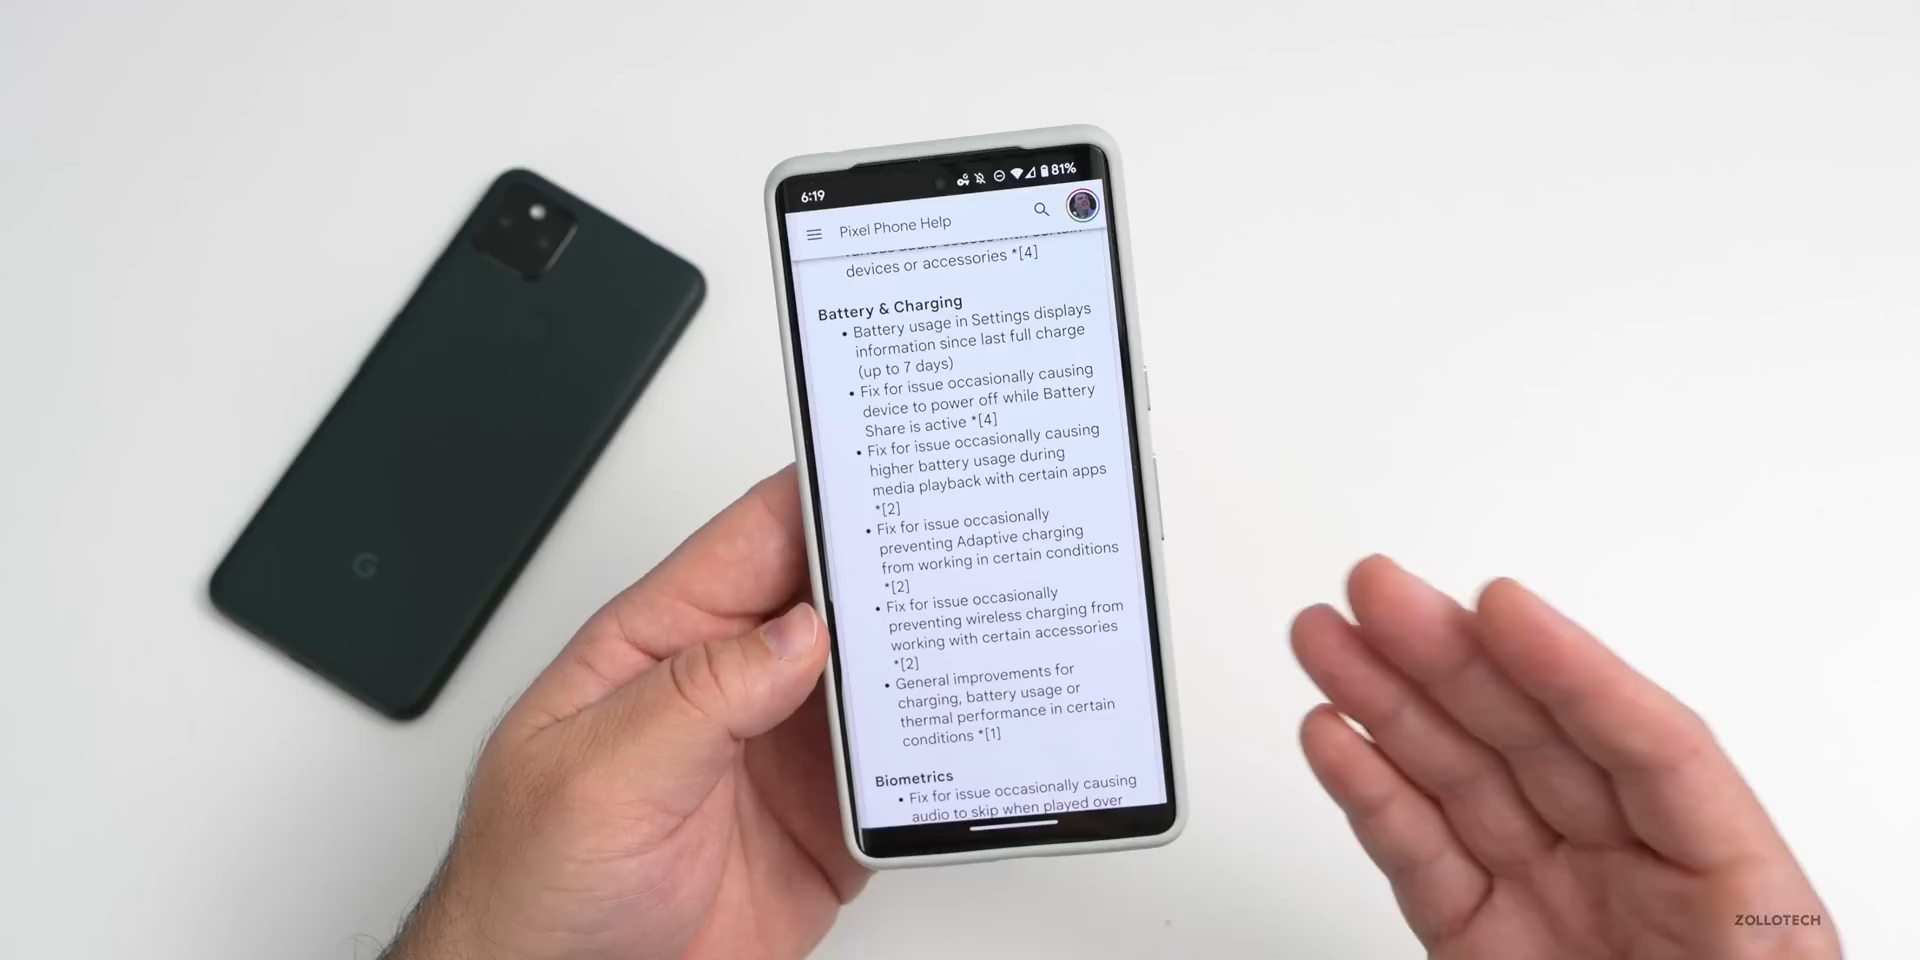 6:19
81%
Pixel Phone Help
devices or accessories *[4]
Battery & Charging
• Battery usage in Settings displays
information since last full charge
(up to 7 days)
• Fix for issue occasionally causing
device to power off while Battery
Share is active *[4]
• Fix for issue occasionally causing
higher battery usage during
media playback with certain apps
*[2]
• Fix for issue occasionally
preventing Adaptive charging
from working in certain conditions
*[2]
• Fix for issue occasionally
preventing wireless charging from
working with certain accessories
*[2]
• General improvements for
charging, battery usage or
thermal performance in certain
conditions *[1]
Biometrics
• Fix for issue occasionally causing
audio to skip when played over
G
ZOLLOTECH